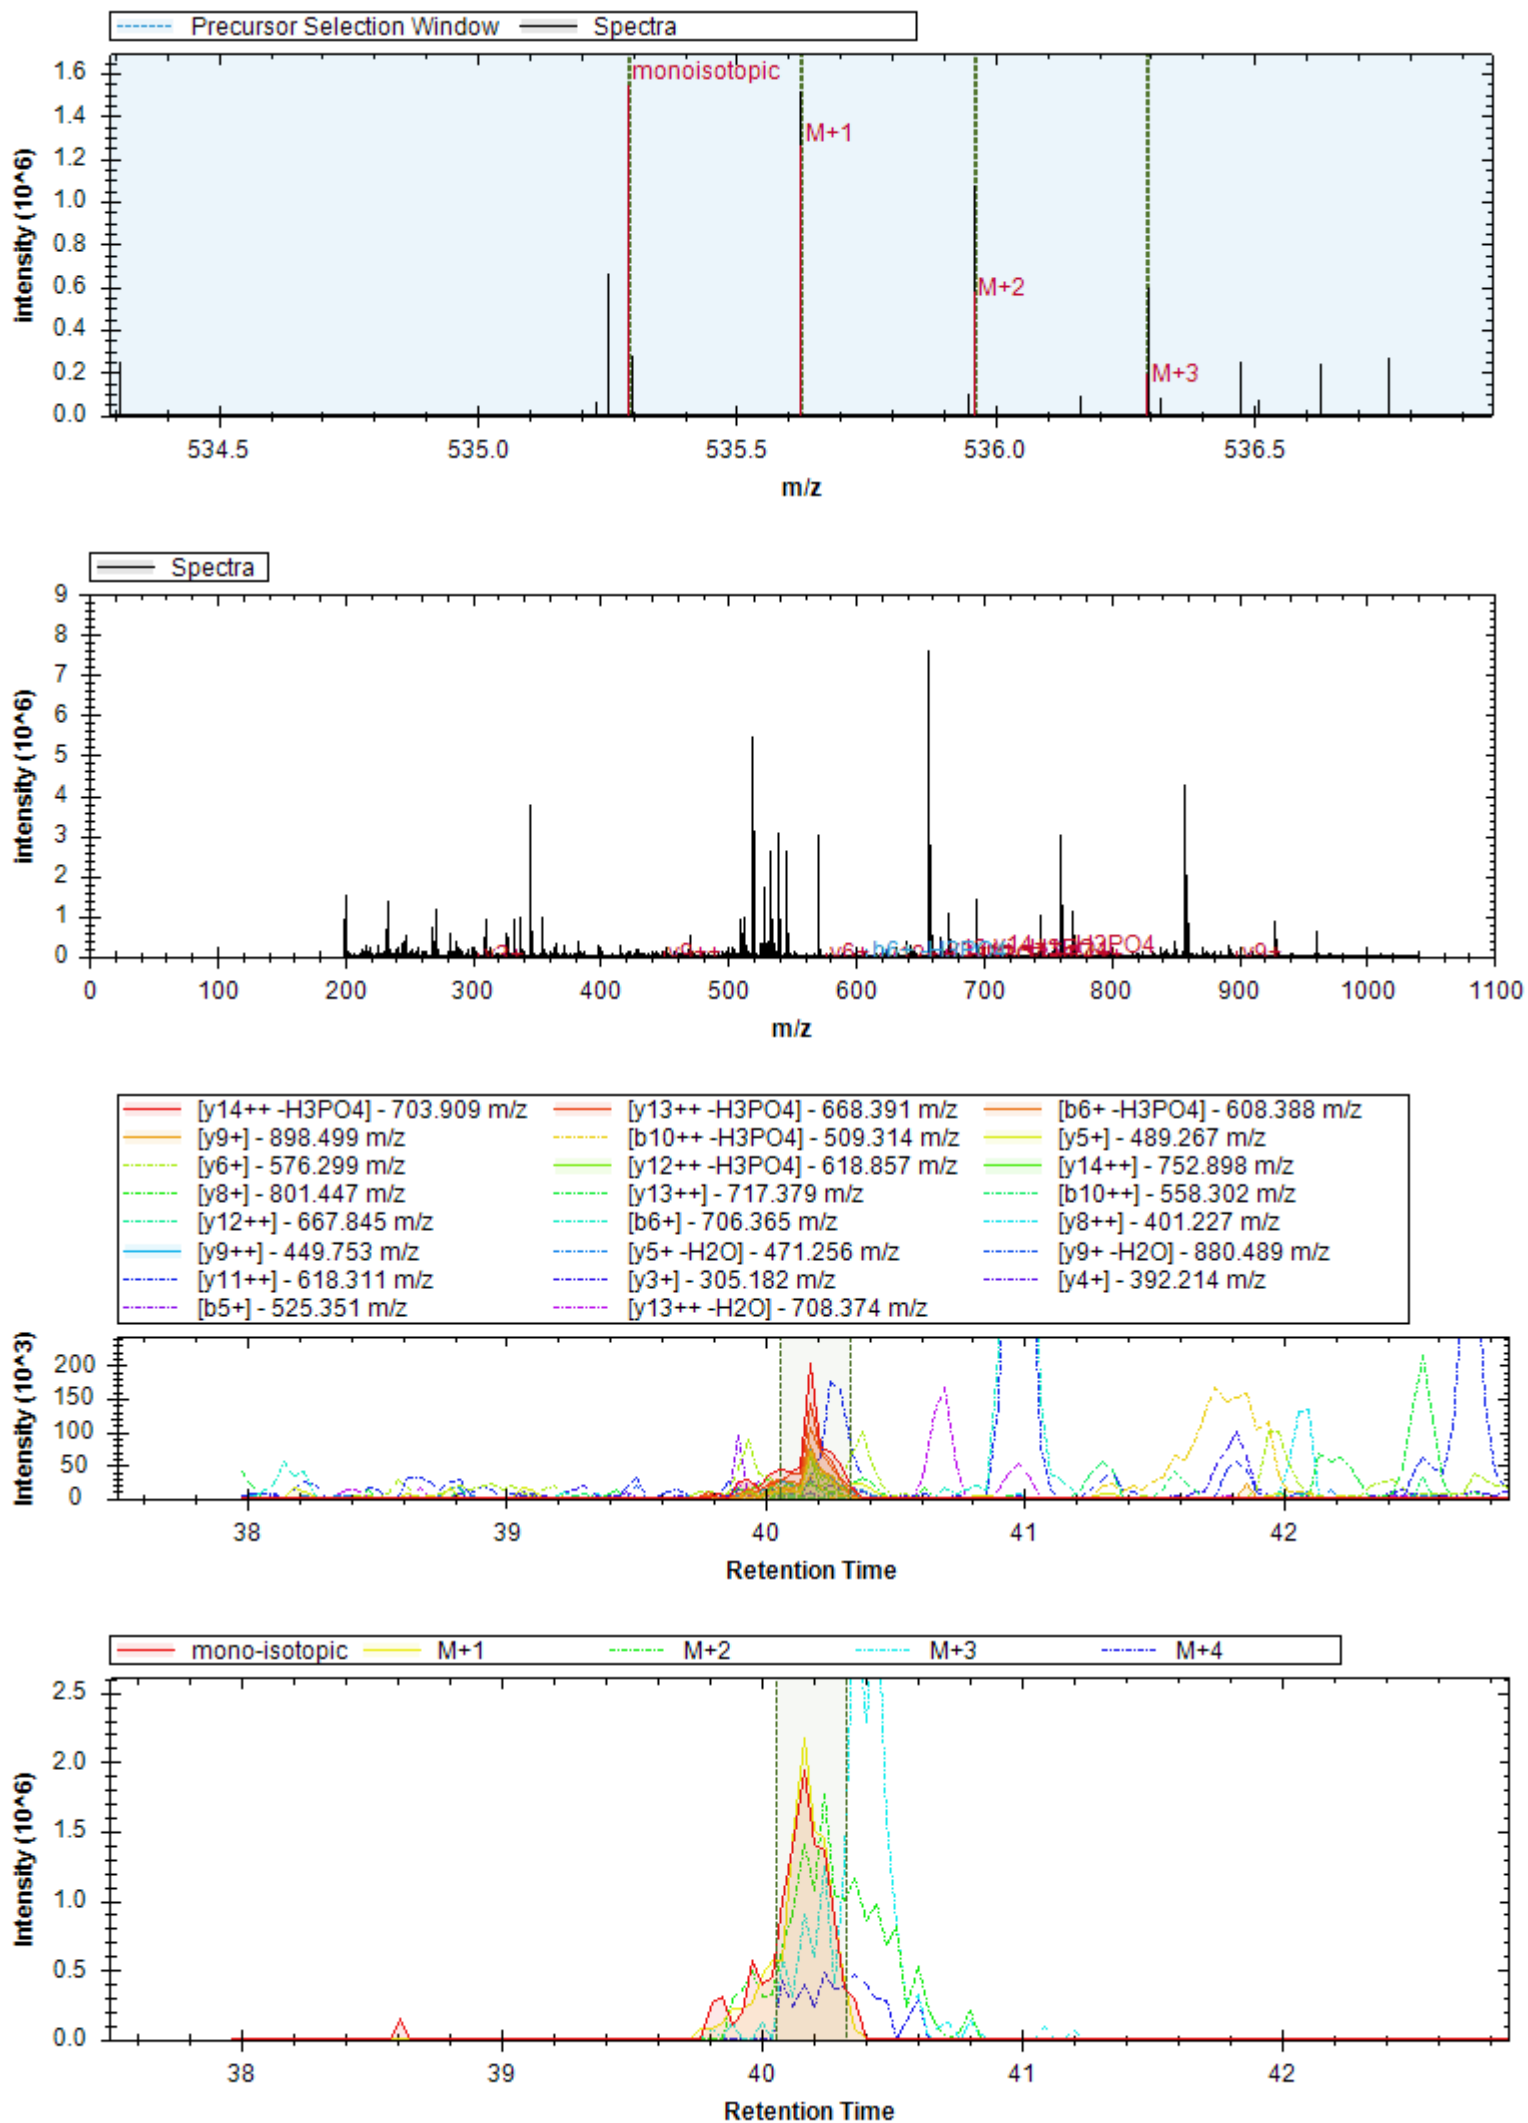 Precursor Selection Window Spectra
monoisotopic
M+1
M+2
M+3
1.6
1.4
1.2
1.0
0.8
0.6
0.4
0.2
0.0
intensity (10^6)
534.5 535.0 535.5 536.0 536.5
m/z
Spectra
9
8
7
6
5
4
3
2
1
0
intensity (10^6)
y9+
0 100 200 300 400 500 600 700 800 900 1000 1100
m/z
[y14++ -H3PO4] - 703.909 m/z [y13++ -H3PO4] - 668.391 m/z [b6+ -H3PO4] - 608.388 m/z
[y9+] - 898.499 m/z [b10++ -H3PO4] - 509.314 m/z [y5+] - 489.267 m/z
[y6+] - 576.299 m/z [y12++ -H3PO4] - 618.857 m/z [y14++] - 752.898 m/z
[y8+] - 801.447 m/z [y13++] - 717.379 m/z [b10++] - 558.302 m/z
[y12++] - 667.845 m/z [b6+] - 706.365 m/z [y8++] - 401.227 m/z
[y9++] - 449.753 m/z [y5+ -H2O] - 471.256 m/z [y9+ -H2O] - 880.489 m/z
[y11++] - 618.311 m/z [y3+] - 305.182 m/z [y4+] - 392.214 m/z
[b5+] - 525.351 m/z [y13++ -H2O] - 708.374 m/z
200
150
100
50
0
Intensity (10^3)
38 39 40 41 42
Retention Time
mono-isotopic M+1 M+2 M+3 M+4
2.5
2.0
1.5
1.0
0.5
0.0
Intensity (10^6)
38 39 40 41 42
Retention Time